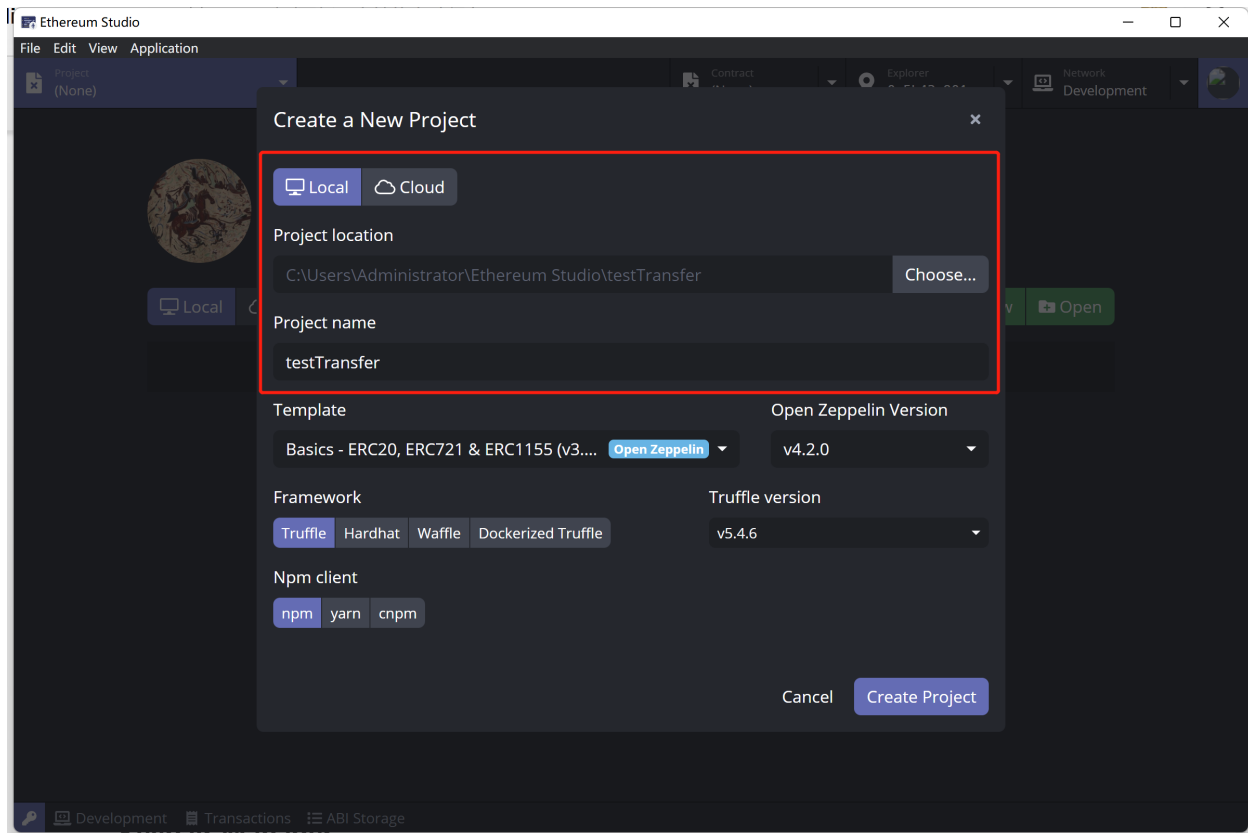 Ethereum Studio
File Edit View Application
Project
(None)
Contract
Explorer
Network
Development
Create a New Project
Local Cloud
Project location
C:\Users\Administrator\Ethereum Studio\testTransfer Choose...
Local
Open
Project name
testTransfer
Template Open Zeppelin Version
Basics - ERC20, ERC721 & ERC1155 (v3.... Open Zeppelin v4.2.0
Framework Truffle version
Truffle Hardhat Waffle Dockerized Truffle v5.4.6
Npm client
npm yarn cnpm
Cancel Create Project
Development Transactions ABI Storage